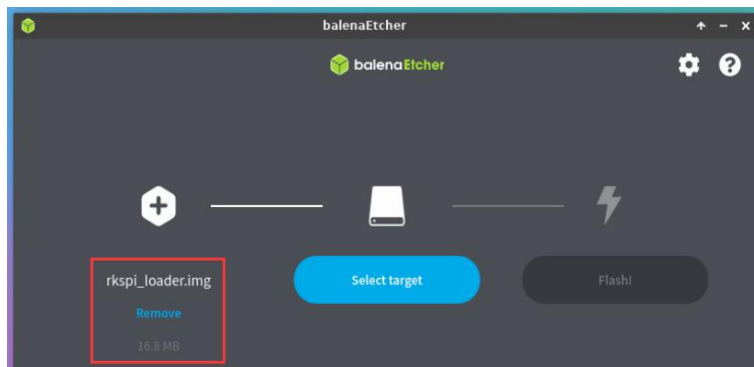 balenaEtcher
balenaEtcher
rkspi_loader.img
Select target
Flash!
Remove
16.8 MB